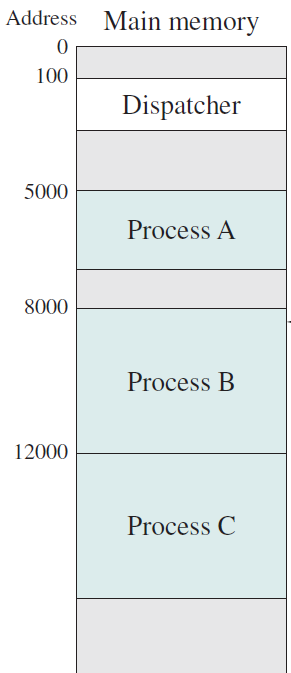 Address Main memory
0
100
Dispatcher
5000
Process A
8000
Process B
12000
Process C